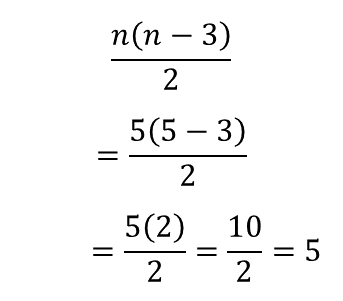 n(n − 3)
2
= 5(5 − 3)
2
= 5(2) = 10 = 5
2 2